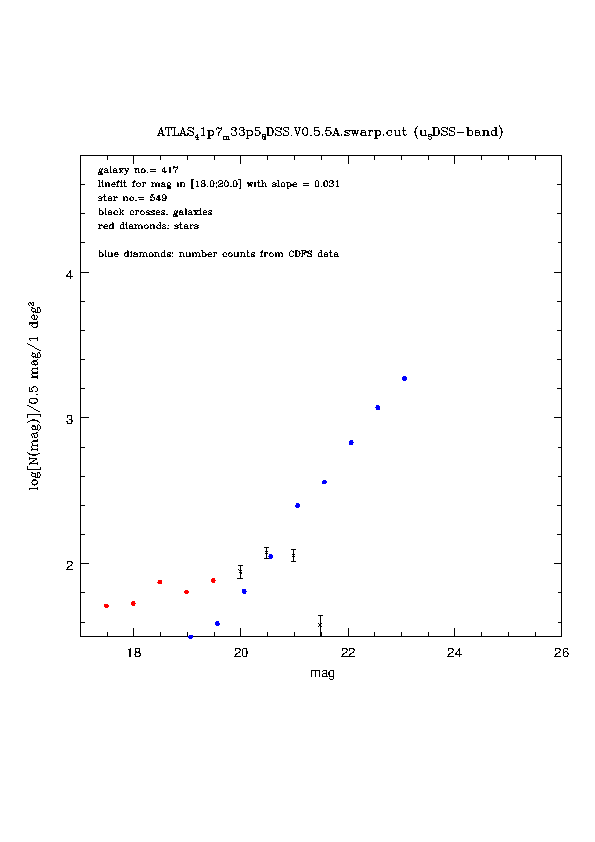 ATLAS₄1p7ₘ33p5ᵤDSS.V0.5.5A.swarp.cut (uₛDSS−band)
galaxy no.= 417
linefit for mag in [18.0;20.0] with slope = 0.031
star no.= 549
black crosses: galaxies
red diamonds: stars
blue diamonds: number counts from CDFS data
4
3
2
log[N(mag)]/0.5 mag/1 deg²
18 20 22 24 26
mag